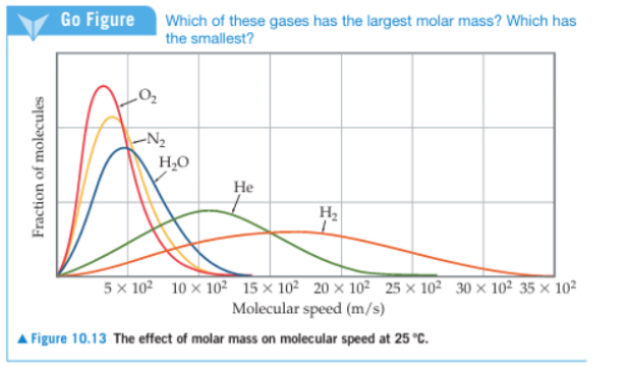 Go Figure
Which of these gases has the largest molar mass? Which has
the smallest?
Fraction of molecules
O₂
N₂
H₂O
He
H₂
5 × 10² 10 × 10² 15 × 10² 20 × 10² 25 × 10² 30 × 10² 35 × 10²
Molecular speed (m/s)
▲ Figure 10.13 The effect of molar mass on molecular speed at 25 °C.